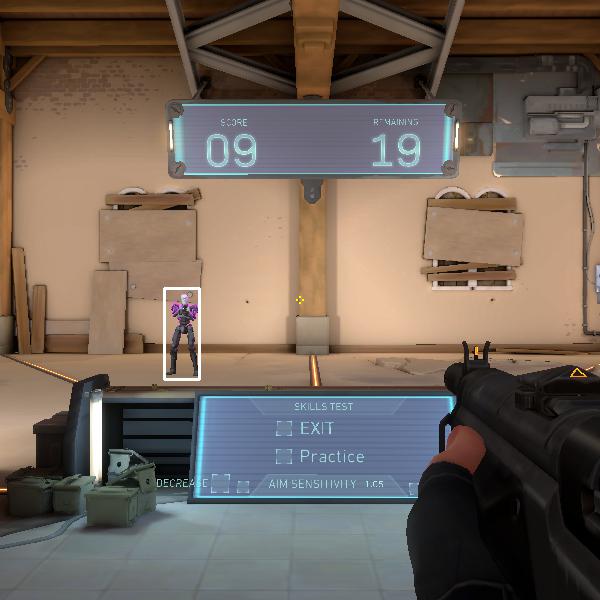 SCORE
REMAINING
09
19
SKILLS TEST
EXIT
Practice
DECREASE
AIM SENSITIVITY 1.05